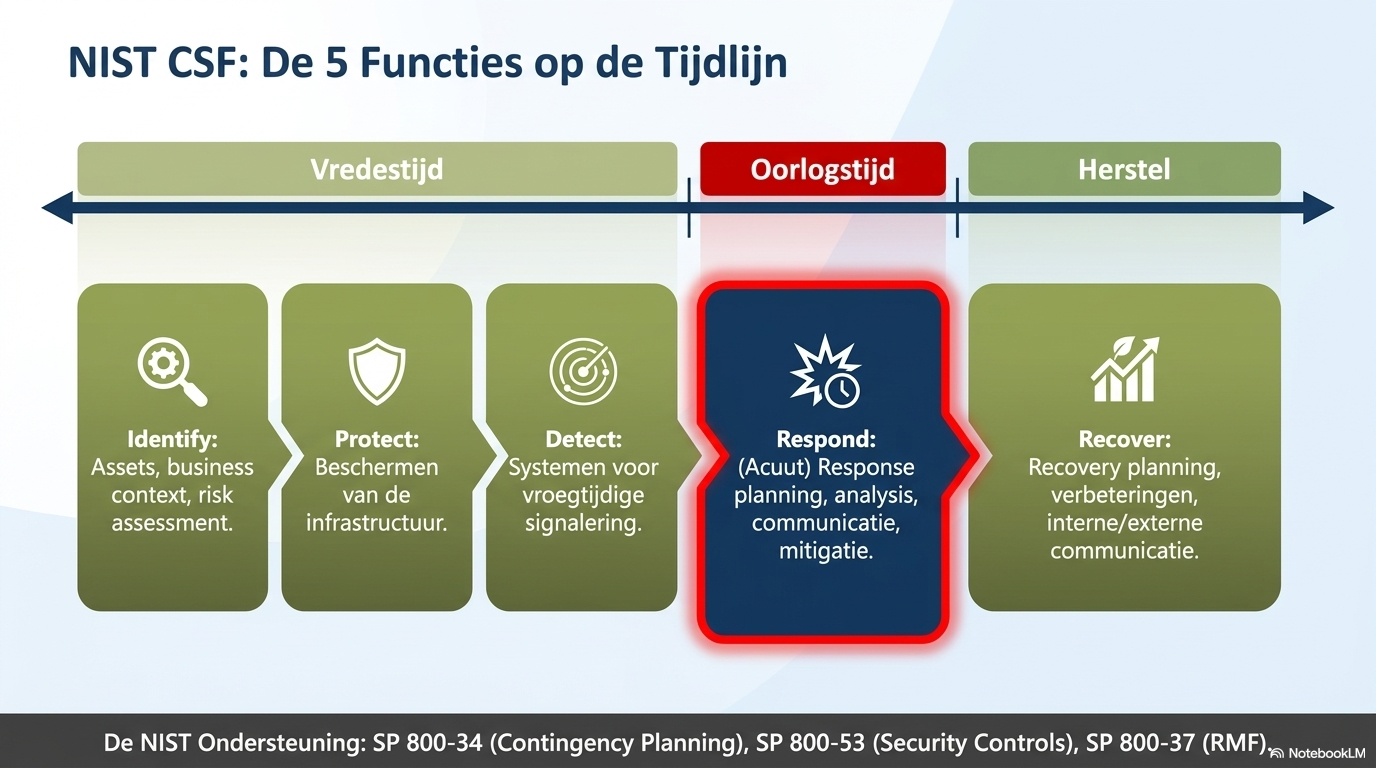 NIST CSF: De 5 Functies op de Tijdlijn
Vredestijd
Oorlogstijd
Herstel
Identify:
Assets, business
context, risk
assessment.
Protect:
Beschermen
van de
infrastructuur.
Detect:
Systemen voor
vroegtijdige
signalering.
Respond:
(Acuut) Response
planning, analysis,
communicatie,
mitigatie.
Recover:
Recovery planning,
verbeteringen,
interne/externe
communicatie.
De NIST Ondersteuning: SP 800-34 (Contingency Planning), SP 800-53 (Security Controls), SP 800-37 (RMF).
NotebookLM